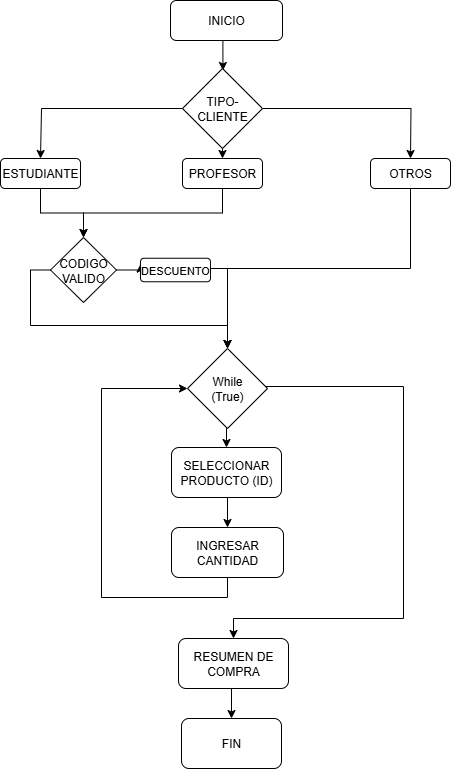 INICIO
TIPO-
CLIENTE
ESTUDIANTE
PROFESOR
OTROS
CODIGO
VALIDO
DESCUENTO
While
(True)
SELECCIONAR
PRODUCTO (ID)
INGRESAR
CANTIDAD
RESUMEN DE
COMPRA
FIN